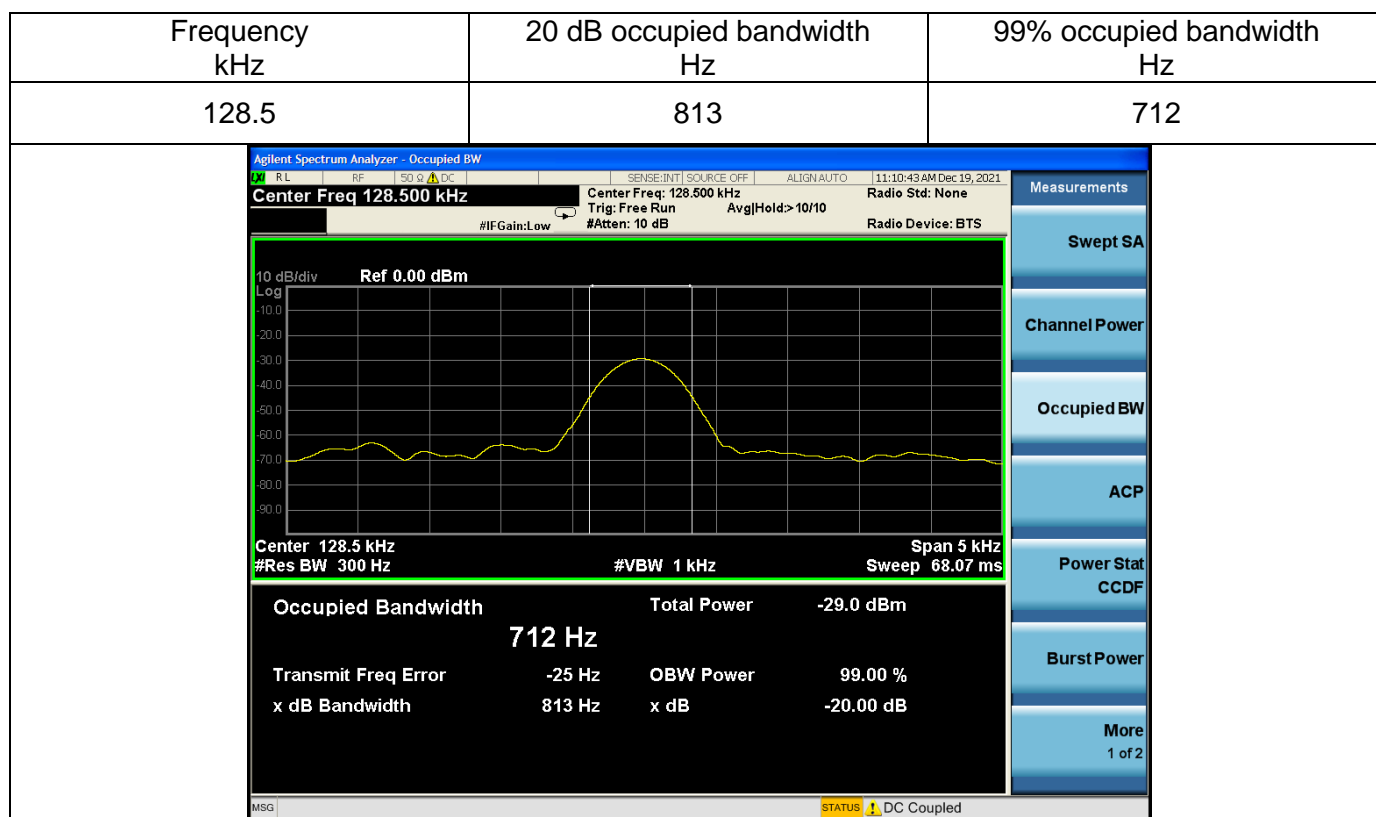 Frequency
kHz
20 dB occupied bandwidth
Hz
99% occupied bandwidth
Hz
128.5
813
712
Agilent Spectrum Analyzer - Occupied BW
LXI RL RF 50 Ω DC SENSE:INT SOURCE OFF ALIGN AUTO 11:10:43 AM Dec 19, 2021
Center Freq 128.500 kHz
Center Freq: 128.500 kHz Radio Std: None
Trig: Free Run Avg|Hold:> 10/10
#IFGain:Low #Atten: 10 dB Radio Device: BTS
10 dB/div Ref 0.00 dBm
Log
-10.0
-20.0
-30.0
-40.0
-50.0
-60.0
-70.0
-80.0
-90.0
Center 128.5 kHz Span 5 kHz
#Res BW 300 Hz #VBW 1 kHz Sweep 68.07 ms
Occupied Bandwidth Total Power -29.0 dBm
712 Hz
Transmit Freq Error -25 Hz OBW Power 99.00 %
x dB Bandwidth 813 Hz x dB -20.00 dB
MSG STATUS DC Coupled
Measurements
Swept SA
Channel Power
Occupied BW
ACP
Power Stat
CCDF
Burst Power
More
1 of 2